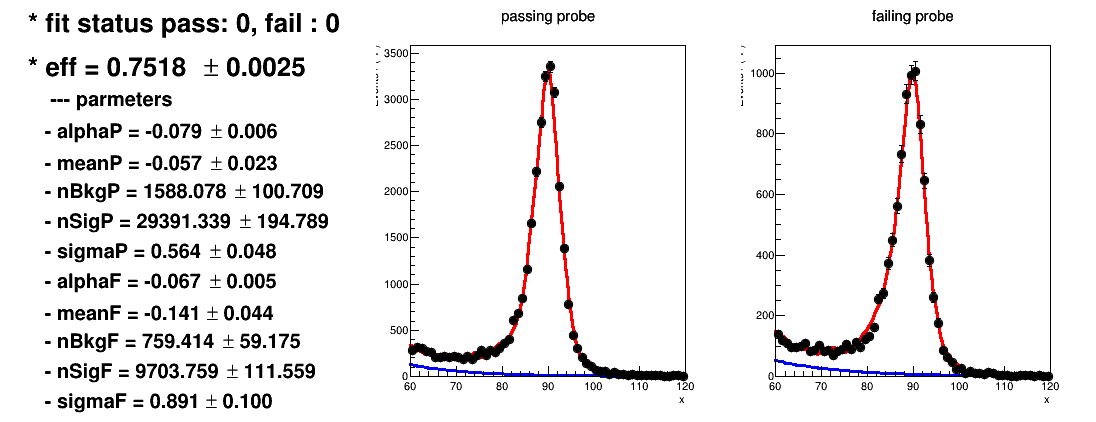 * fit status pass: 0, fail : 0
* eff = 0.7518 ± 0.0025
--- parmeters
- alphaP = -0.079 ± 0.006
- meanP = -0.057 ± 0.023
- nBkgP = 1588.078 ± 100.709
- nSigP = 29391.339 ± 194.789
- sigmaP = 0.564 ± 0.048
- alphaF = -0.067 ± 0.005
- meanF = -0.141 ± 0.044
- nBkgF = 759.414 ± 59.175
- nSigF = 9703.759 ± 111.559
- sigmaF = 0.891 ± 0.100
passing probe
3500
3000
2500
2000
1500
1000
500
0
60 70 80 90 100 110 120
x
failing probe
1000
800
600
400
200
0
60 70 80 90 100 110 120
x